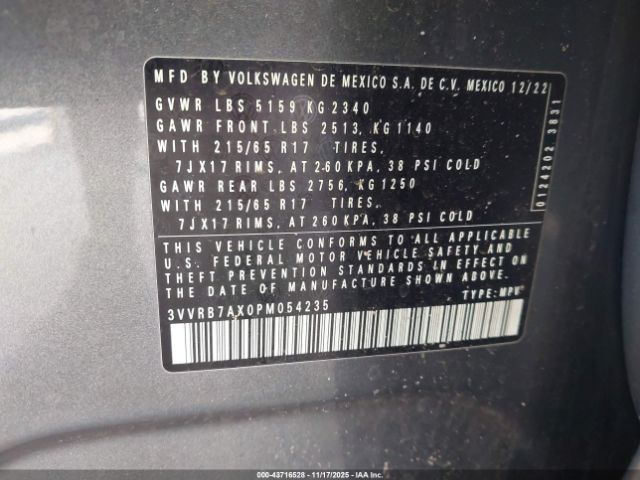 MFD BY VOLKSWAGEN DE MEXICO S.A. DE C.V. MEXICO 12/22
GVWR LBS 5159 KG 2340
GAWR FRONT LBS 2513, KG 1140
WITH 215/65 R17 TIRES,
7JX17 RIMS, AT 260 KPA, 38 PSI COLD
GAWR REAR LBS 2756, KG 1250
WITH 215/65 R17 TIRES,
7JX17 RIMS, AT 260 KPA, 38 PSI COLD
THIS VEHICLE CONFORMS TO ALL APPLICABLE
U.S. FEDERAL MOTOR VEHICLE SAFETY AND
THEFT PREVENTION STANDARDS IN EFFECT ON
THE DATE OF MANUFACTURE SHOWN ABOVE.
3VVRB7AX0PM054235 TYPE: MPV
0124202 3831
000-43716528 - 11/17/2025 - IAA Inc.